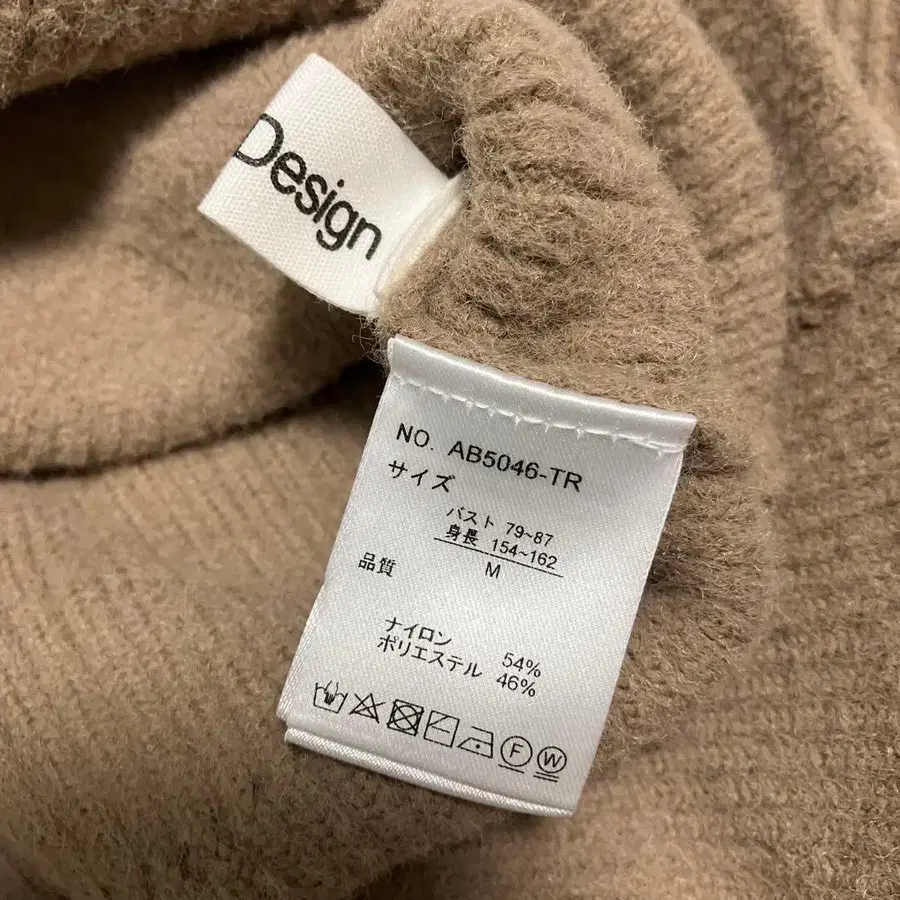 Design
NO. AB5046-TR
サイズ
バスト 79~87
身長 154~162
M
品質
ナイロン 54%
ポリエステル 46%
F W